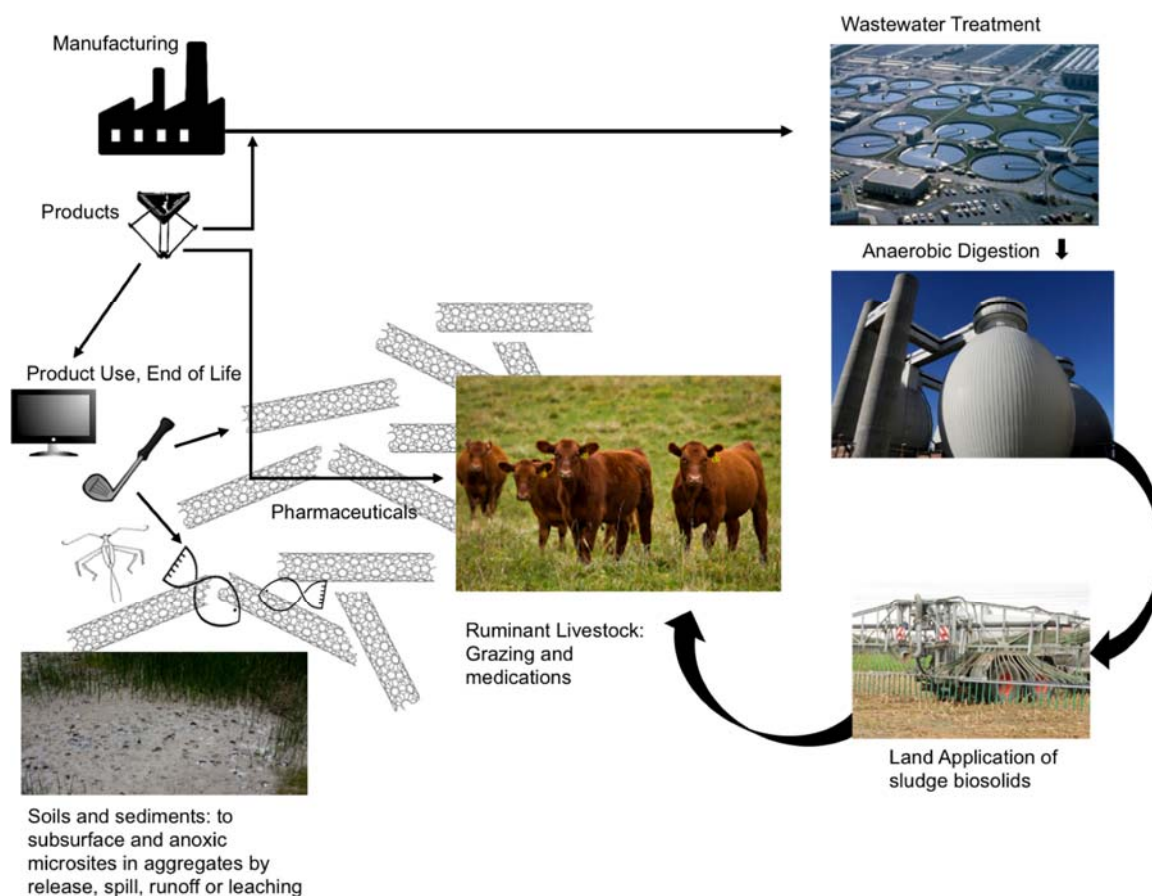 Manufacturing
Wastewater Treatment
Products
Anaerobic Digestion
Product Use, End of Life
Pharmaceuticals
Ruminant Livestock:
Grazing and
medications
Land Application of
sludge biosolids
Soils and sediments: to
subsurface and anoxic
microsites in aggregates by
release, spill, runoff or leaching